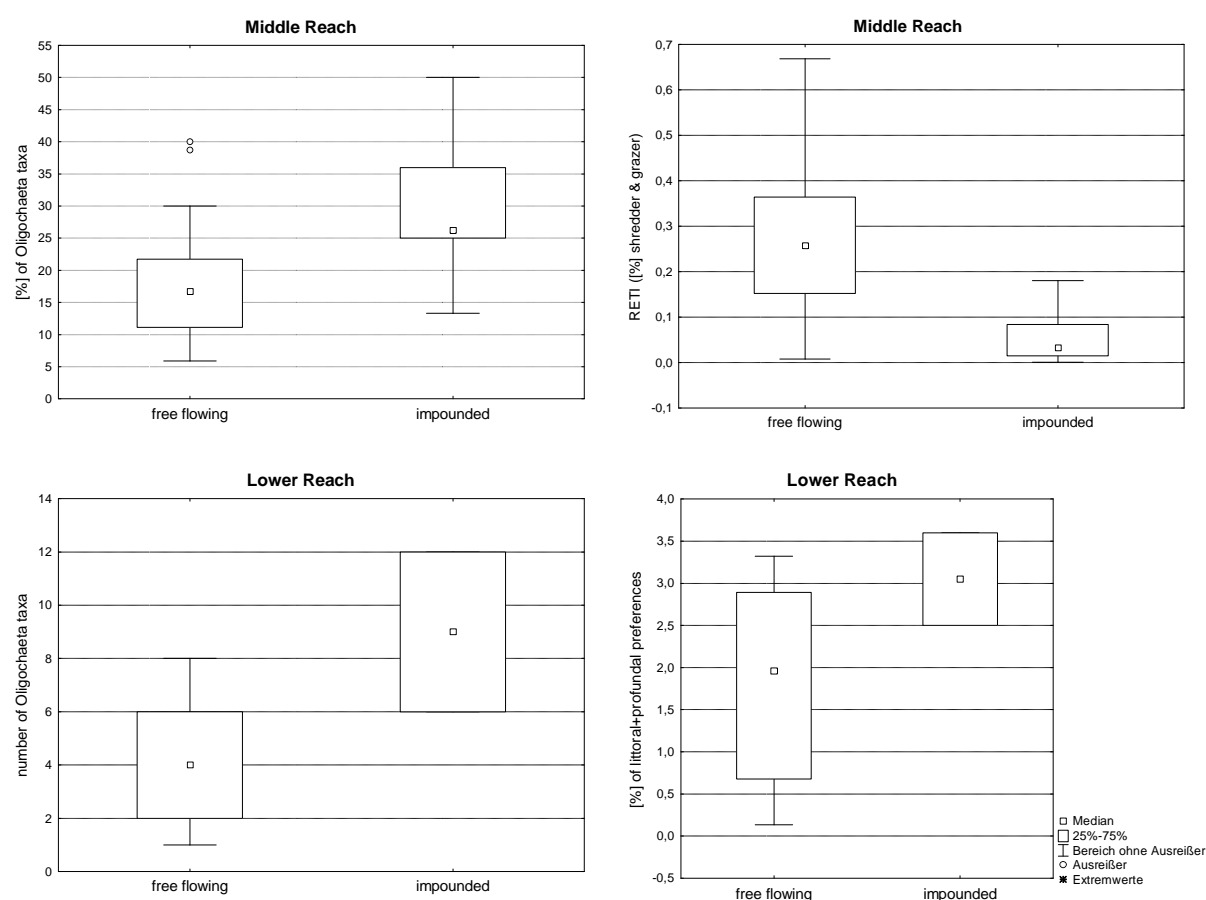 Middle Reach
[%] of Oligochaeta taxa
55
50
45
40
35
30
25
20
15
10
5
0
free flowing impounded
Middle Reach
RETI ([%] shredder & grazer)
0,7
0,6
0,5
0,4
0,3
0,2
0,1
0,0
-0,1
free flowing impounded
Lower Reach
number of Oligochaeta taxa
14
12
10
8
6
4
2
0
free flowing impounded
Lower Reach
[%] of littoral+profundal preferences
4,0
3,5
3,0
2,5
2,0
1,5
1,0
0,5
0,0
-0,5
free flowing impounded
Median
25%-75%
Bereich ohne Ausreißer
Ausreißer
Extremwerte